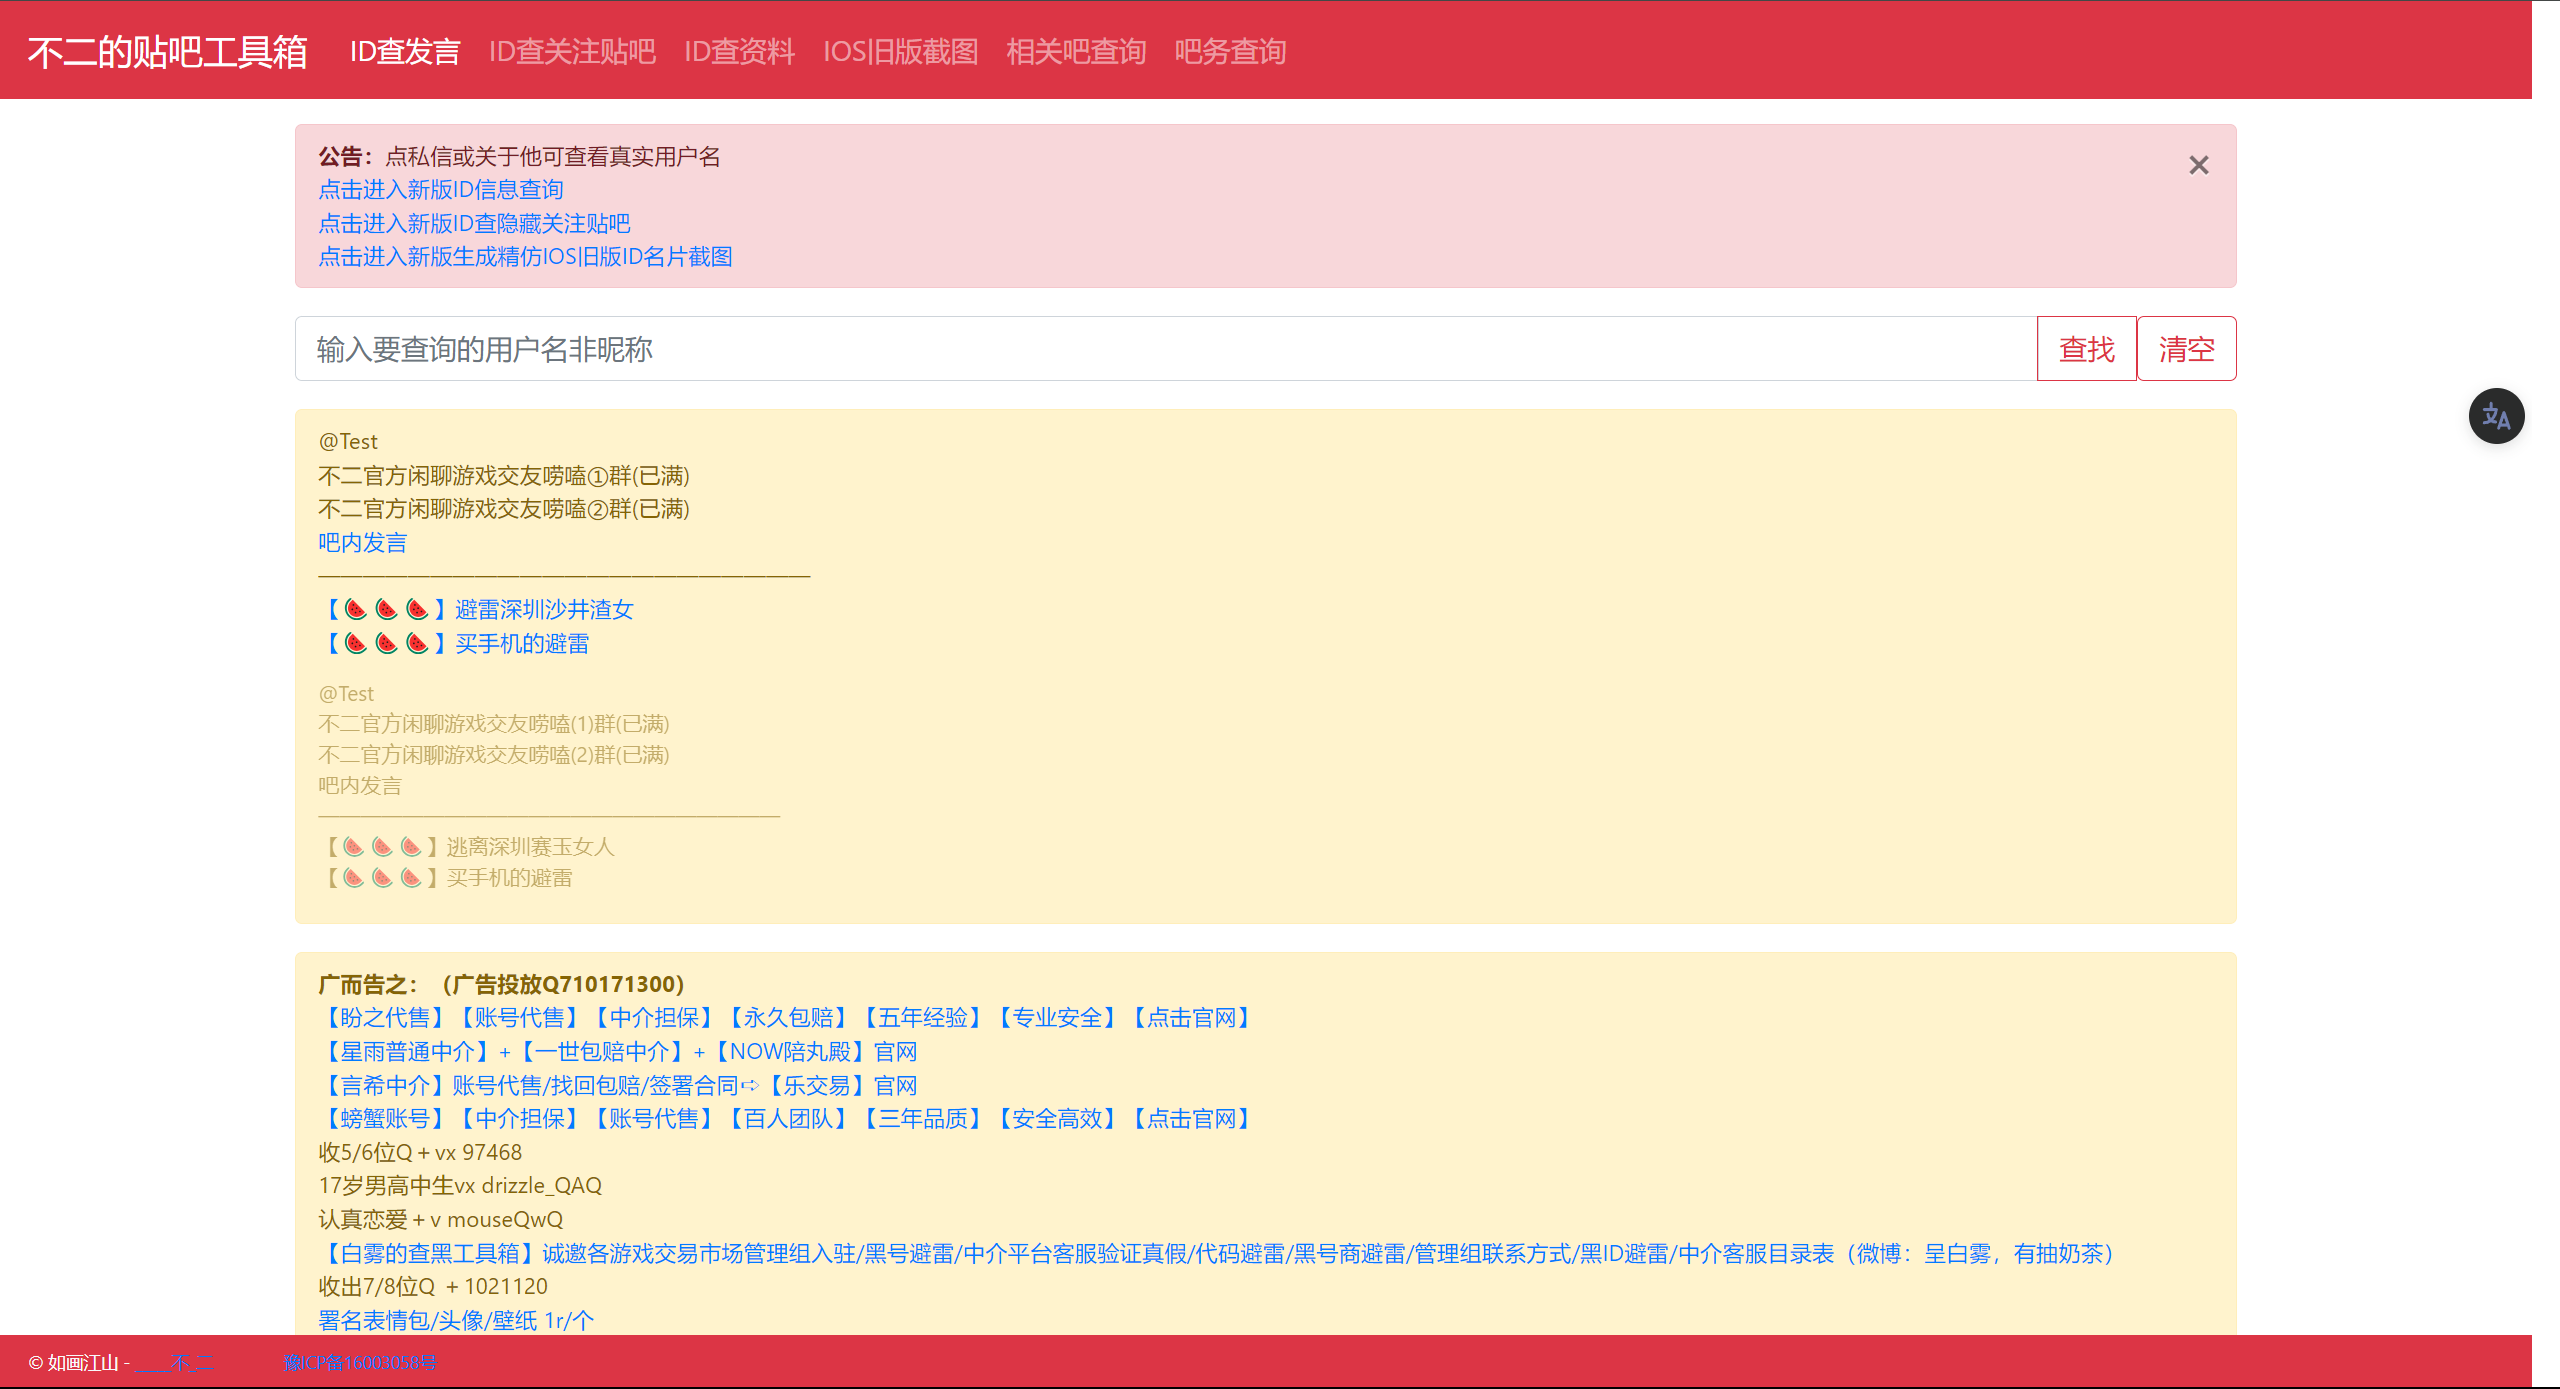 不二的贴吧工具箱 ID查发言 ID查关注贴吧 ID查资料 IOS旧版截图 相关吧查询 吧务查询
公告：点私信或关于他可查看真实用户名
点击进入新版ID信息查询
点击进入新版ID查隐藏关注贴吧
点击进入新版生成精仿IOS旧版ID名片截图
输入要查询的用户名非昵称 查找 清空
@Test
不二官方闲聊游戏交友唠嗑①群(已满)
不二官方闲聊游戏交友唠嗑②群(已满)
吧内发言
——————————————————————
【🍉🍉🍉】避雷深圳沙井渣女
【🍉🍉🍉】买手机的避雷
@Test
不二官方闲聊游戏交友唠嗑(1)群(已满)
不二官方闲聊游戏交友唠嗑(2)群(已满)
吧内发言
——————————————————————
【🍉🍉🍉】逃离深圳赛玉女人
【🍉🍉🍉】买手机的避雷
广而告之：（广告投放Q710171300）
【盼之代售】【账号代售】【中介担保】【永久包赔】【五年经验】【专业安全】【点击官网】
【星雨普通中介】+【一世包赔中介】+【NOW陪丸殿】官网
【言希中介】账号代售/找回包赔/签署合同➪【乐交易】官网
【螃蟹账号】【中介担保】【账号代售】【百人团队】【三年品质】【安全高效】【点击官网】
收5/6位Q＋vx 97468
17岁男高中生vx drizzle_QAQ
认真恋爱＋v mouseQwQ
【白雾的查黑工具箱】诚邀各游戏交易市场管理组入驻/黑号避雷/中介平台客服验证真假/代码避雷/黑号商避雷/管理组联系方式/黑ID避雷/中介客服目录表（微博：呈白雾，有抽奶茶）
收出7/8位Q ＋1021120
署名表情包/头像/壁纸 1r/个
© 如画江山 - 不二 豫ICP备16003058号